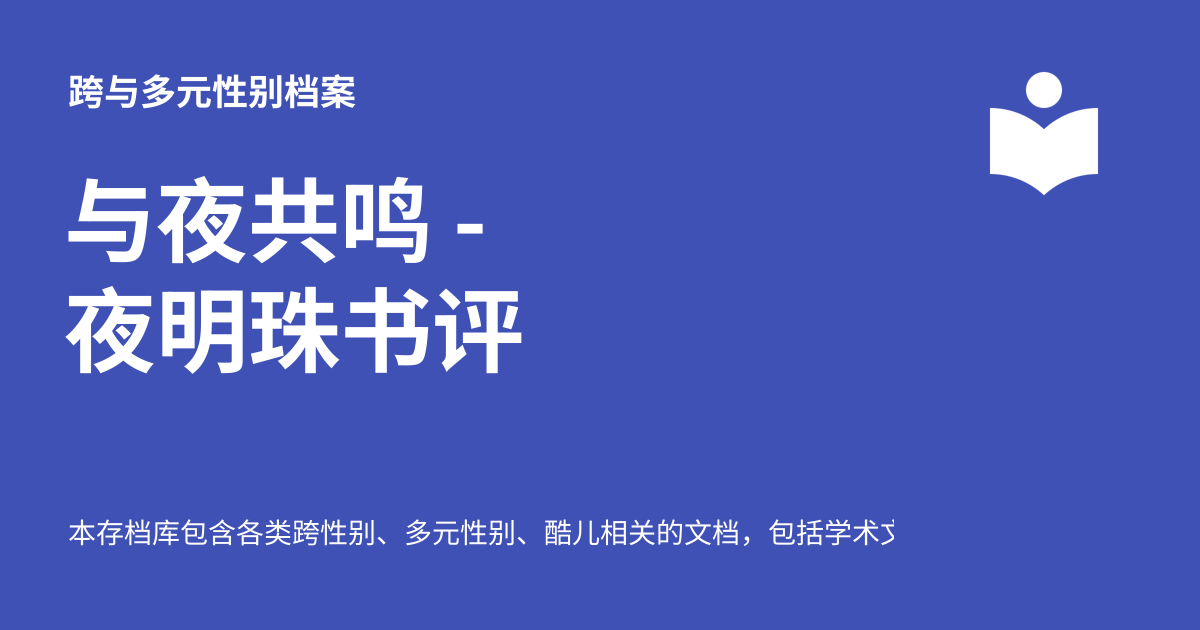 跨与多元性别档案
与夜共鸣 -
夜明珠书评
本存档库包含各类跨性别、多元性别、酷儿相关的文档，包括学术